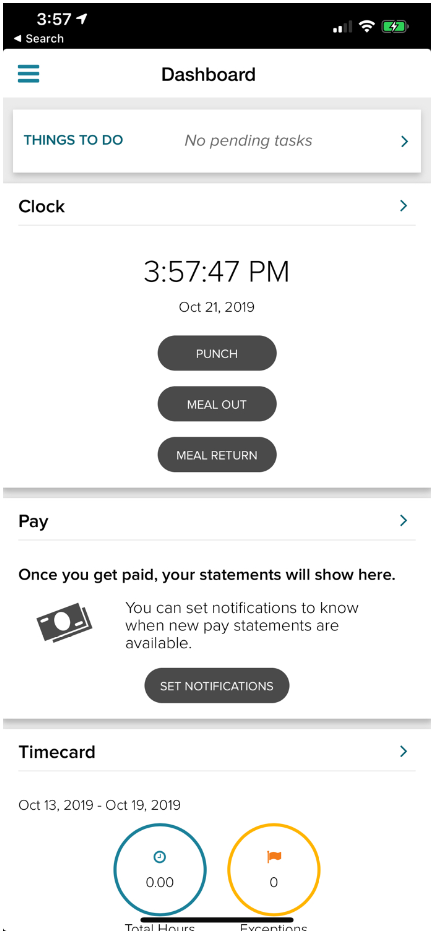 3:57
◀ Search
Dashboard
THINGS TO DO No pending tasks
Clock
3:57:47 PM
Oct 21, 2019
PUNCH
MEAL OUT
MEAL RETURN
Pay
Once you get paid, your statements will show here.
You can set notifications to know
when new pay statements are
available.
SET NOTIFICATIONS
Timecard
Oct 13, 2019 - Oct 19, 2019
0.00 0
Total Hours Exceptions